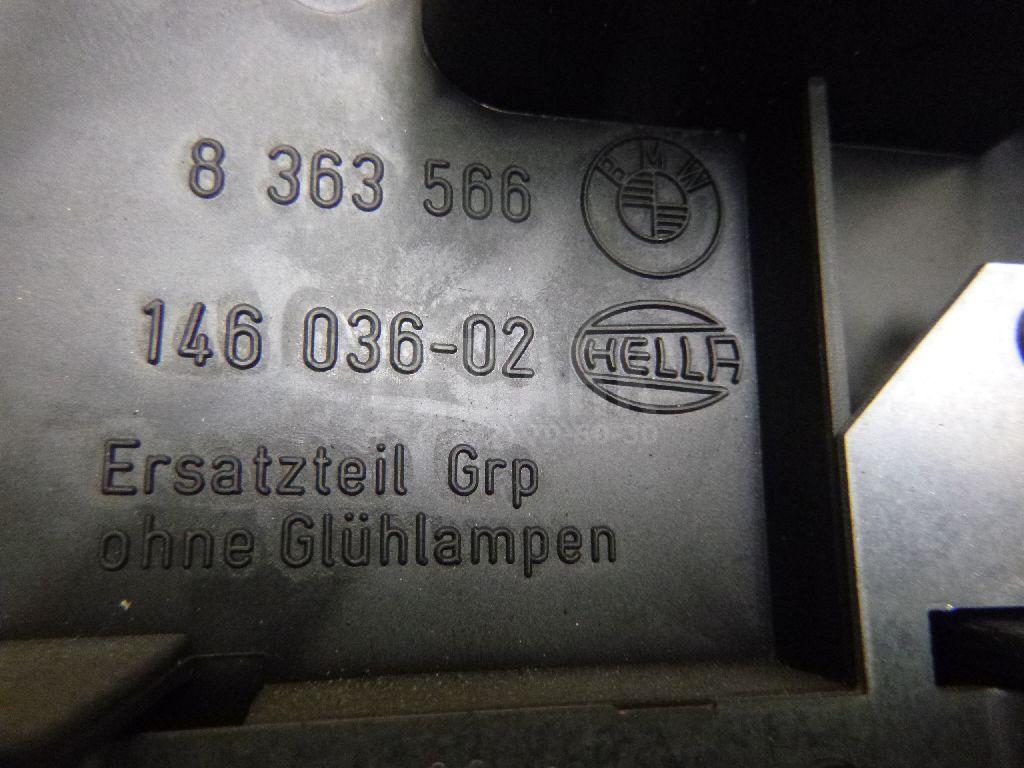 8 363 566
BMW
146 036-02
HELLA
Ersatzteil Grp
ohne Glühlampen